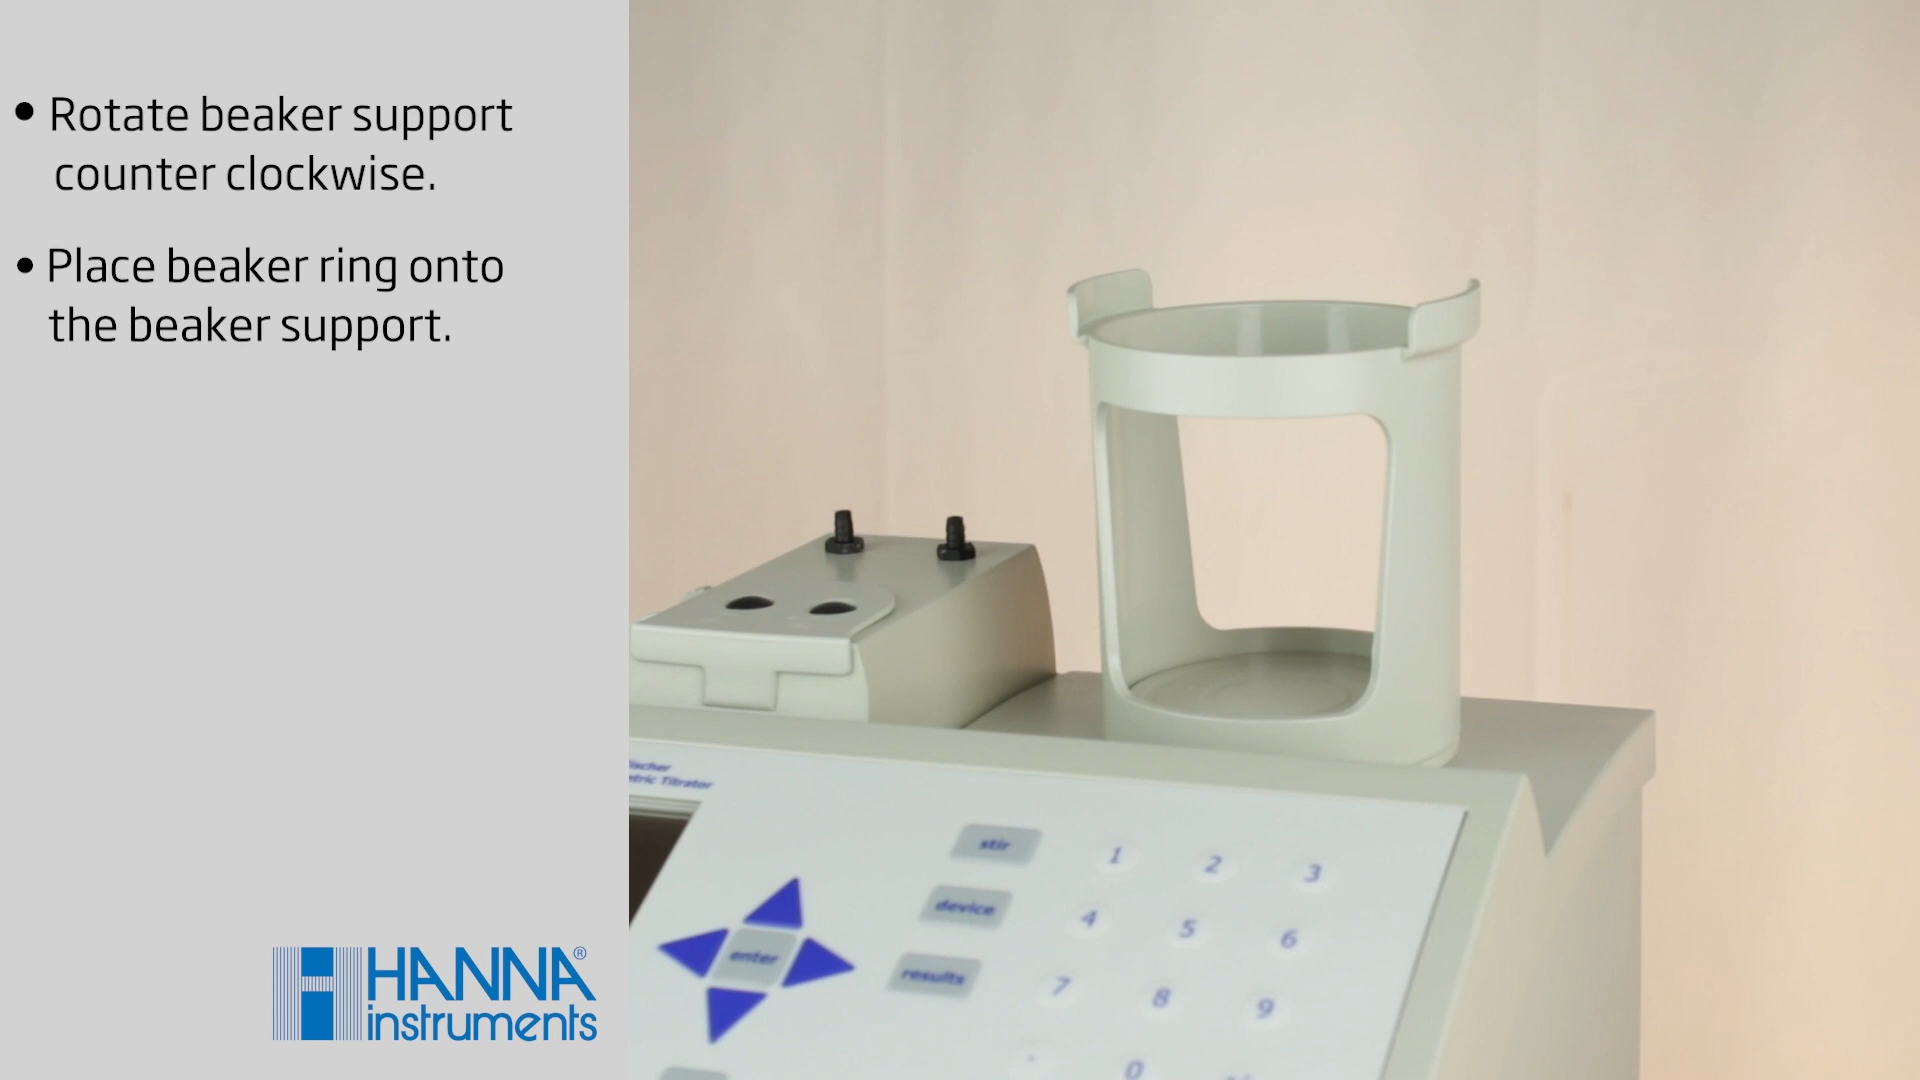 • Rotate beaker support
counter clockwise.
• Place beaker ring onto
the beaker support.
HANNA®
instruments
Titrator
stir
1 2 3
device
4 5 6
enter
results
7 8 9
0